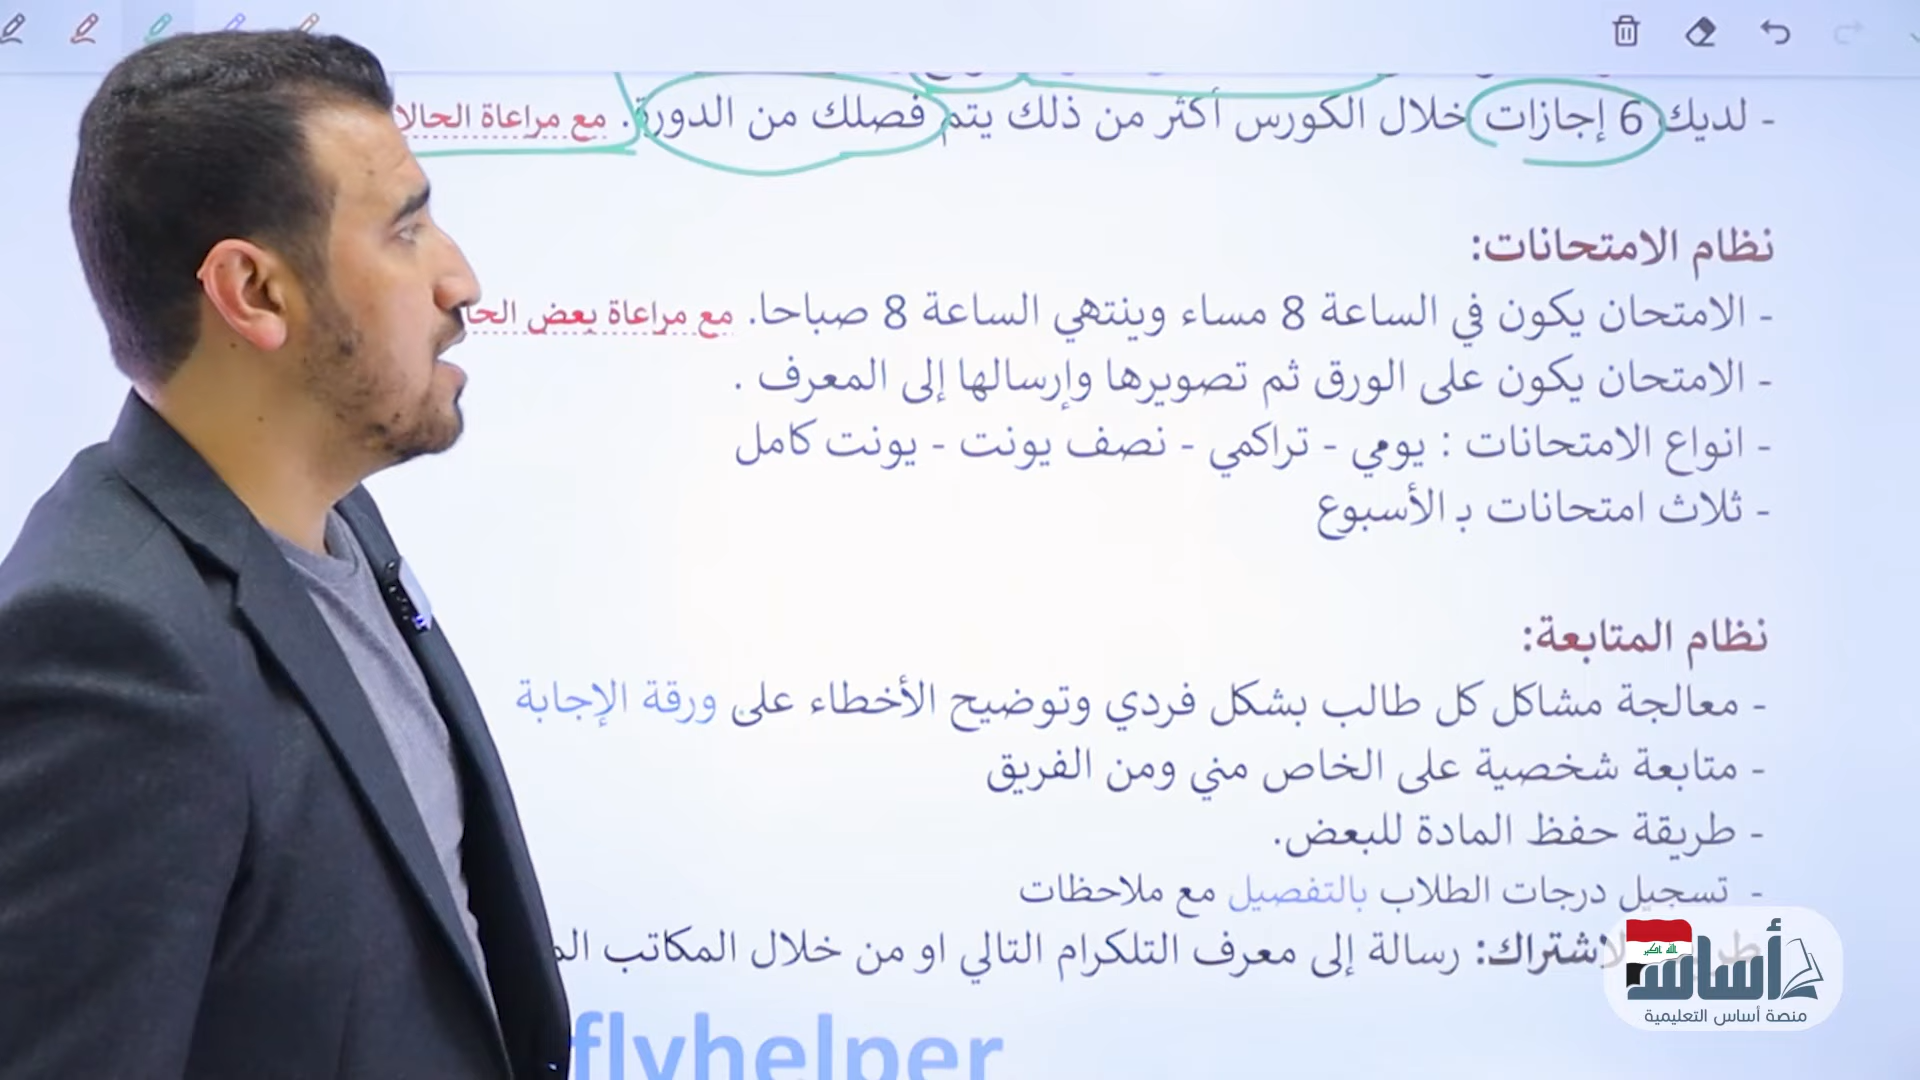 - لديك 6 إجازات خلال الكورس أكثر من ذلك يتم فصلك من الدورة. مع مراعاة
نظام الامتحانات:
- الامتحان يكون في الساعة 8 مساء وينتهي الساعة 8 صباحا. مع مراعاة بعض
- الامتحان يكون على الورق ثم تصويرها وإرسالها إلى المعرف .
- انواع الامتحانات : يومي - تراكمي - نصف يونت - يونت كامل
- ثلاث امتحانات بـ الأسبوع
نظام المتابعة:
- معالجة مشاكل كل طالب بشكل فردي وتوضيح الأخطاء على ورقة الإجابة
- متابعة شخصية على الخاص مني ومن الفريق
- طريقة حفظ المادة للبعض.
- تسجيل درجات الطلاب بالتفصيل مع ملاحظات
الاشتراك: رسالة إلى معرف التلكرام التالي او من خلال المكاتب
flyhelper
أساس
منصة أساس التعليمية